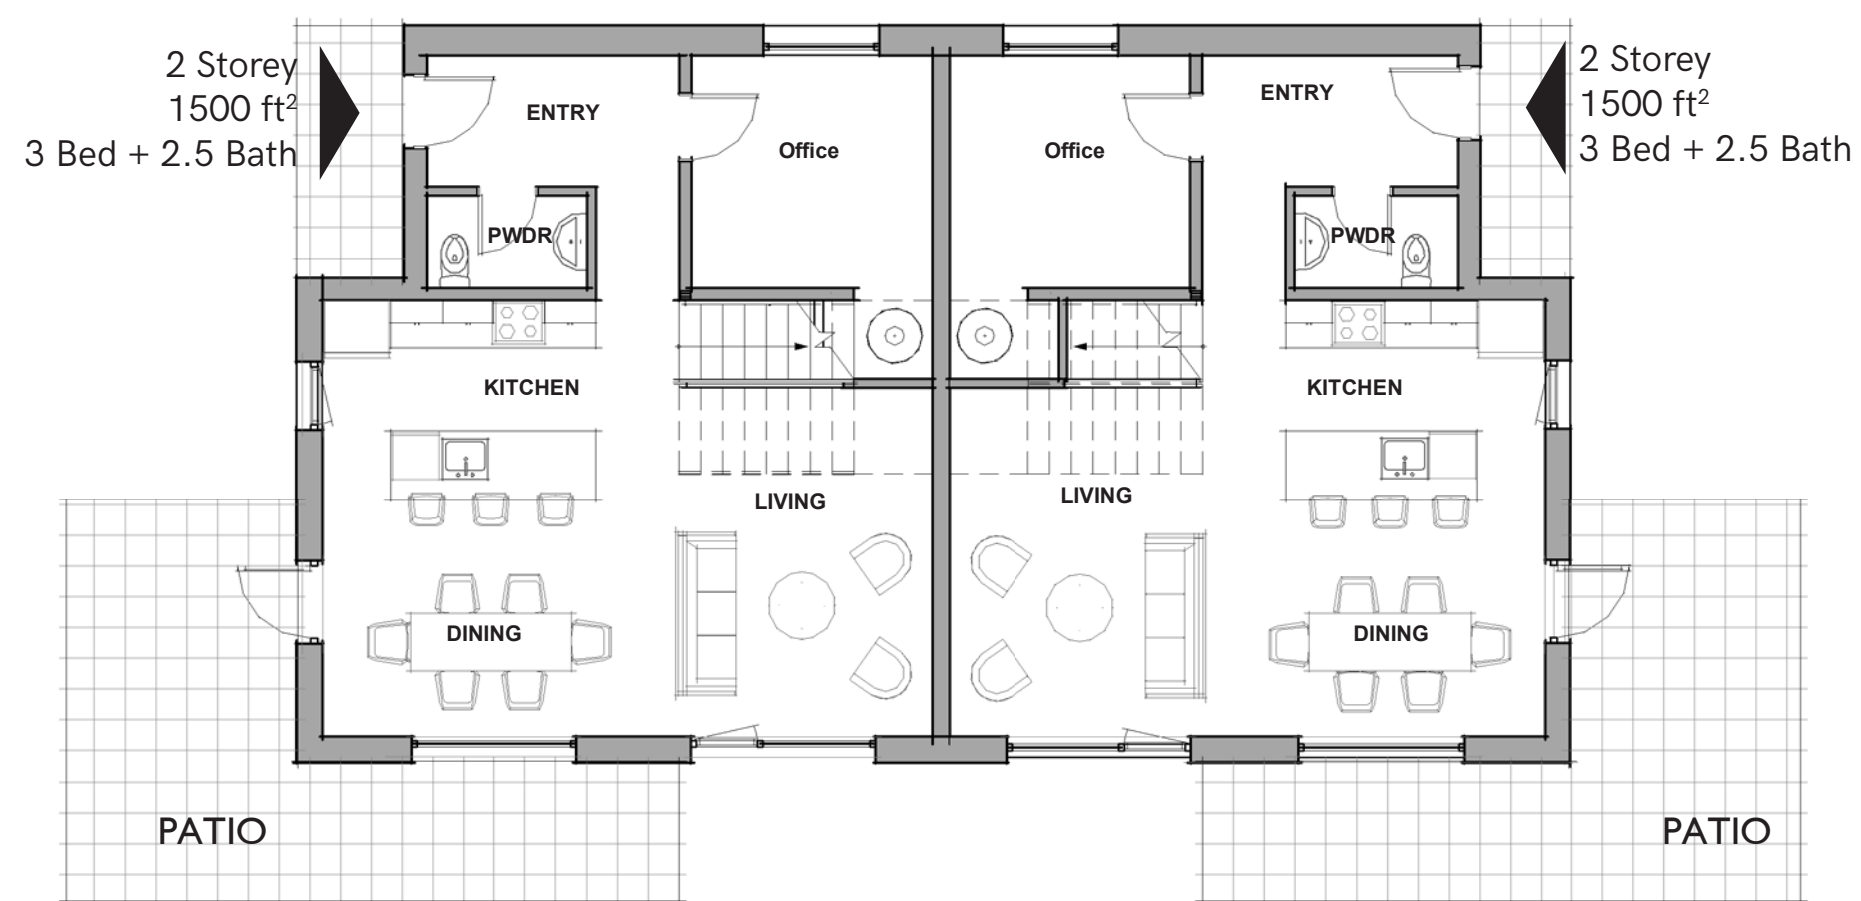 2 Storey
1500 ft²
3 Bed + 2.5 Bath
2 Storey
1500 ft²
3 Bed + 2.5 Bath
ENTRY
ENTRY
Office
Office
PWDR
PWDR
KITCHEN
KITCHEN
LIVING
LIVING
DINING
DINING
PATIO
PATIO